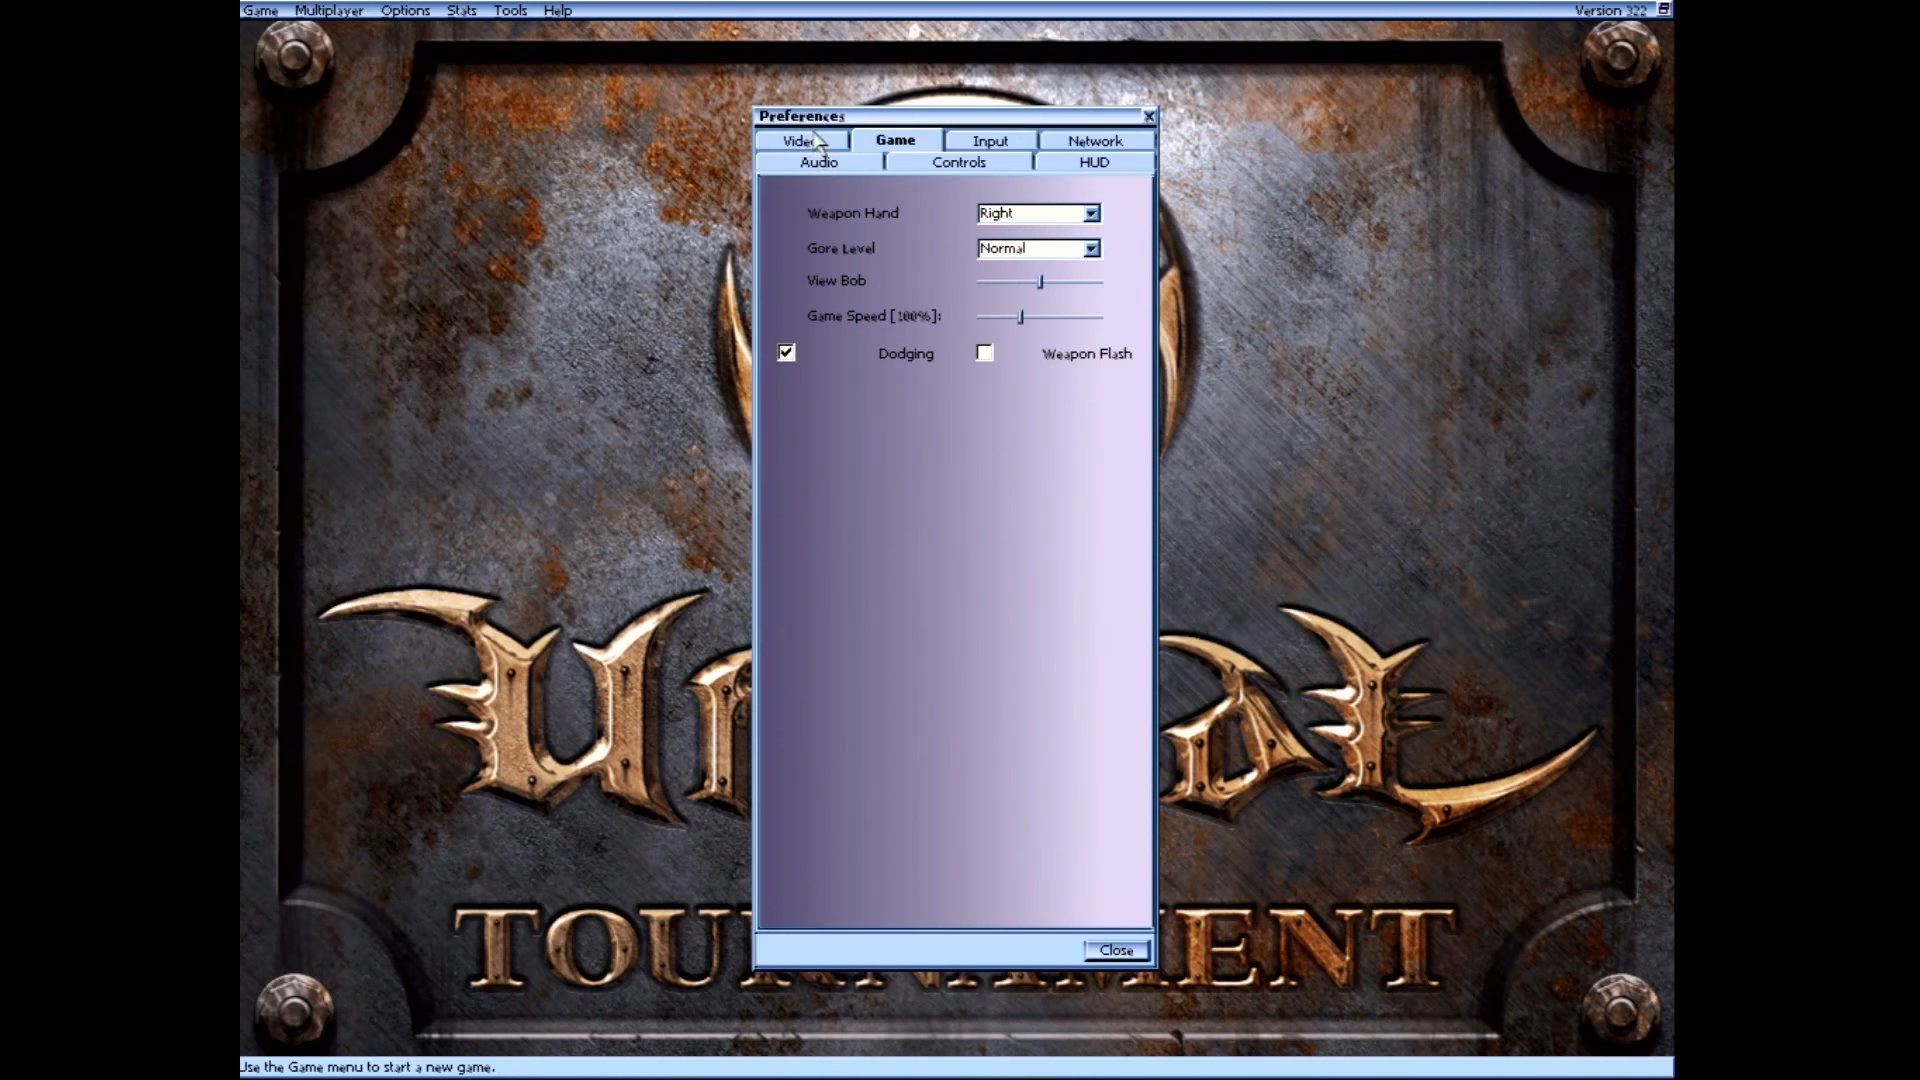 Game Multiplayer Options Stats Tools Help Version 322
Preferences
Video Game Input Network
Audio Controls HUD
Weapon Hand Right
Gore Level Normal
View Bob
Game Speed [100%]:
Dodging Weapon Flash
Close
TOURNAMENT
Use the Game menu to start a new game.